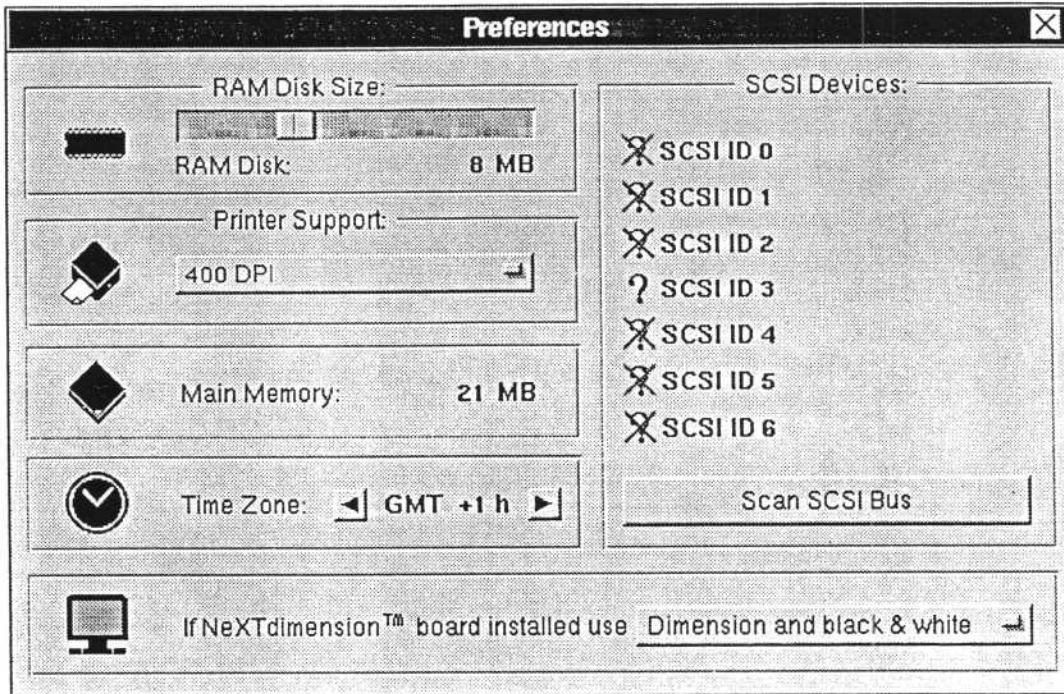 Preferences
RAM Disk Size:
RAM Disk: 8 MB
Printer Support:
400 DPI
Main Memory: 21 MB
Time Zone: GMT +1 h
SCSI Devices:
SCSI ID 0
SCSI ID 1
SCSI ID 2
? SCSI ID 3
SCSI ID 4
SCSI ID 5
SCSI ID 6
Scan SCSI Bus
If NeXTdimension™ board installed use Dimension and black & white